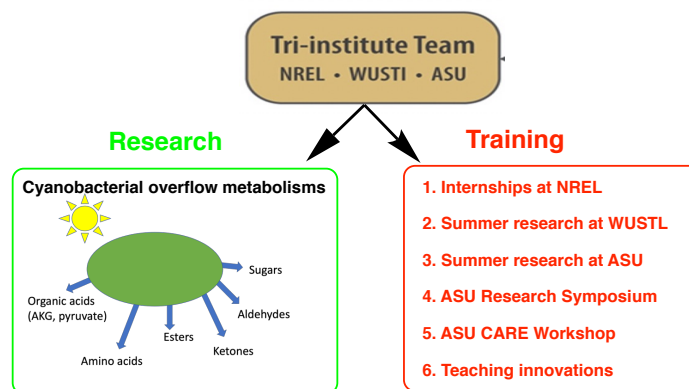 Tri-institute Team
NREL • WUSTI • ASU
Research
Training
Cyanobacterial overflow metabolisms
Sugars
Organic acids
(AKG, pyruvate)
Aldehydes
Esters
Ketones
Amino acids
1. Internships at NREL
2. Summer research at WUSTL
3. Summer research at ASU
4. ASU Research Symposium
5. ASU CARE Workshop
6. Teaching innovations